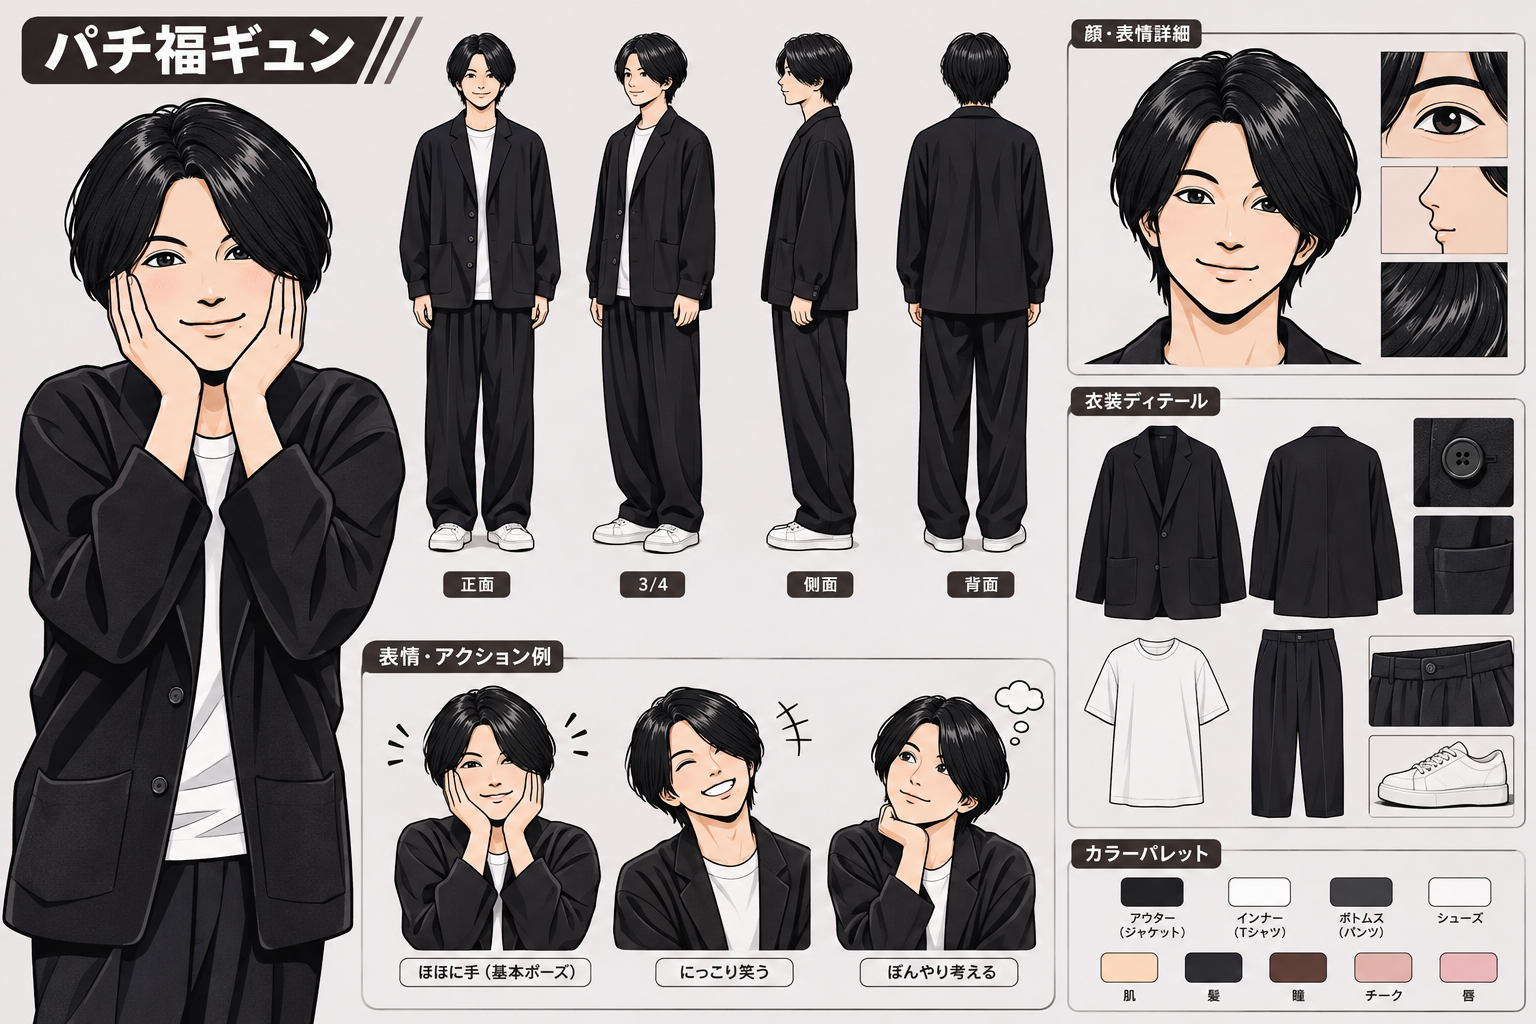 パチ福ギュン
正面
3/4
側面
背面
表情・アクション例
ほほに手（基本ポーズ）
にっこり笑う
ぼんやり考える
顔・表情詳細
衣装ディテール
カラーパレット
アウター
（ジャケット）
インナー
（Tシャツ）
ボトムス
（パンツ）
シューズ
肌
髪
瞳
チーク
唇